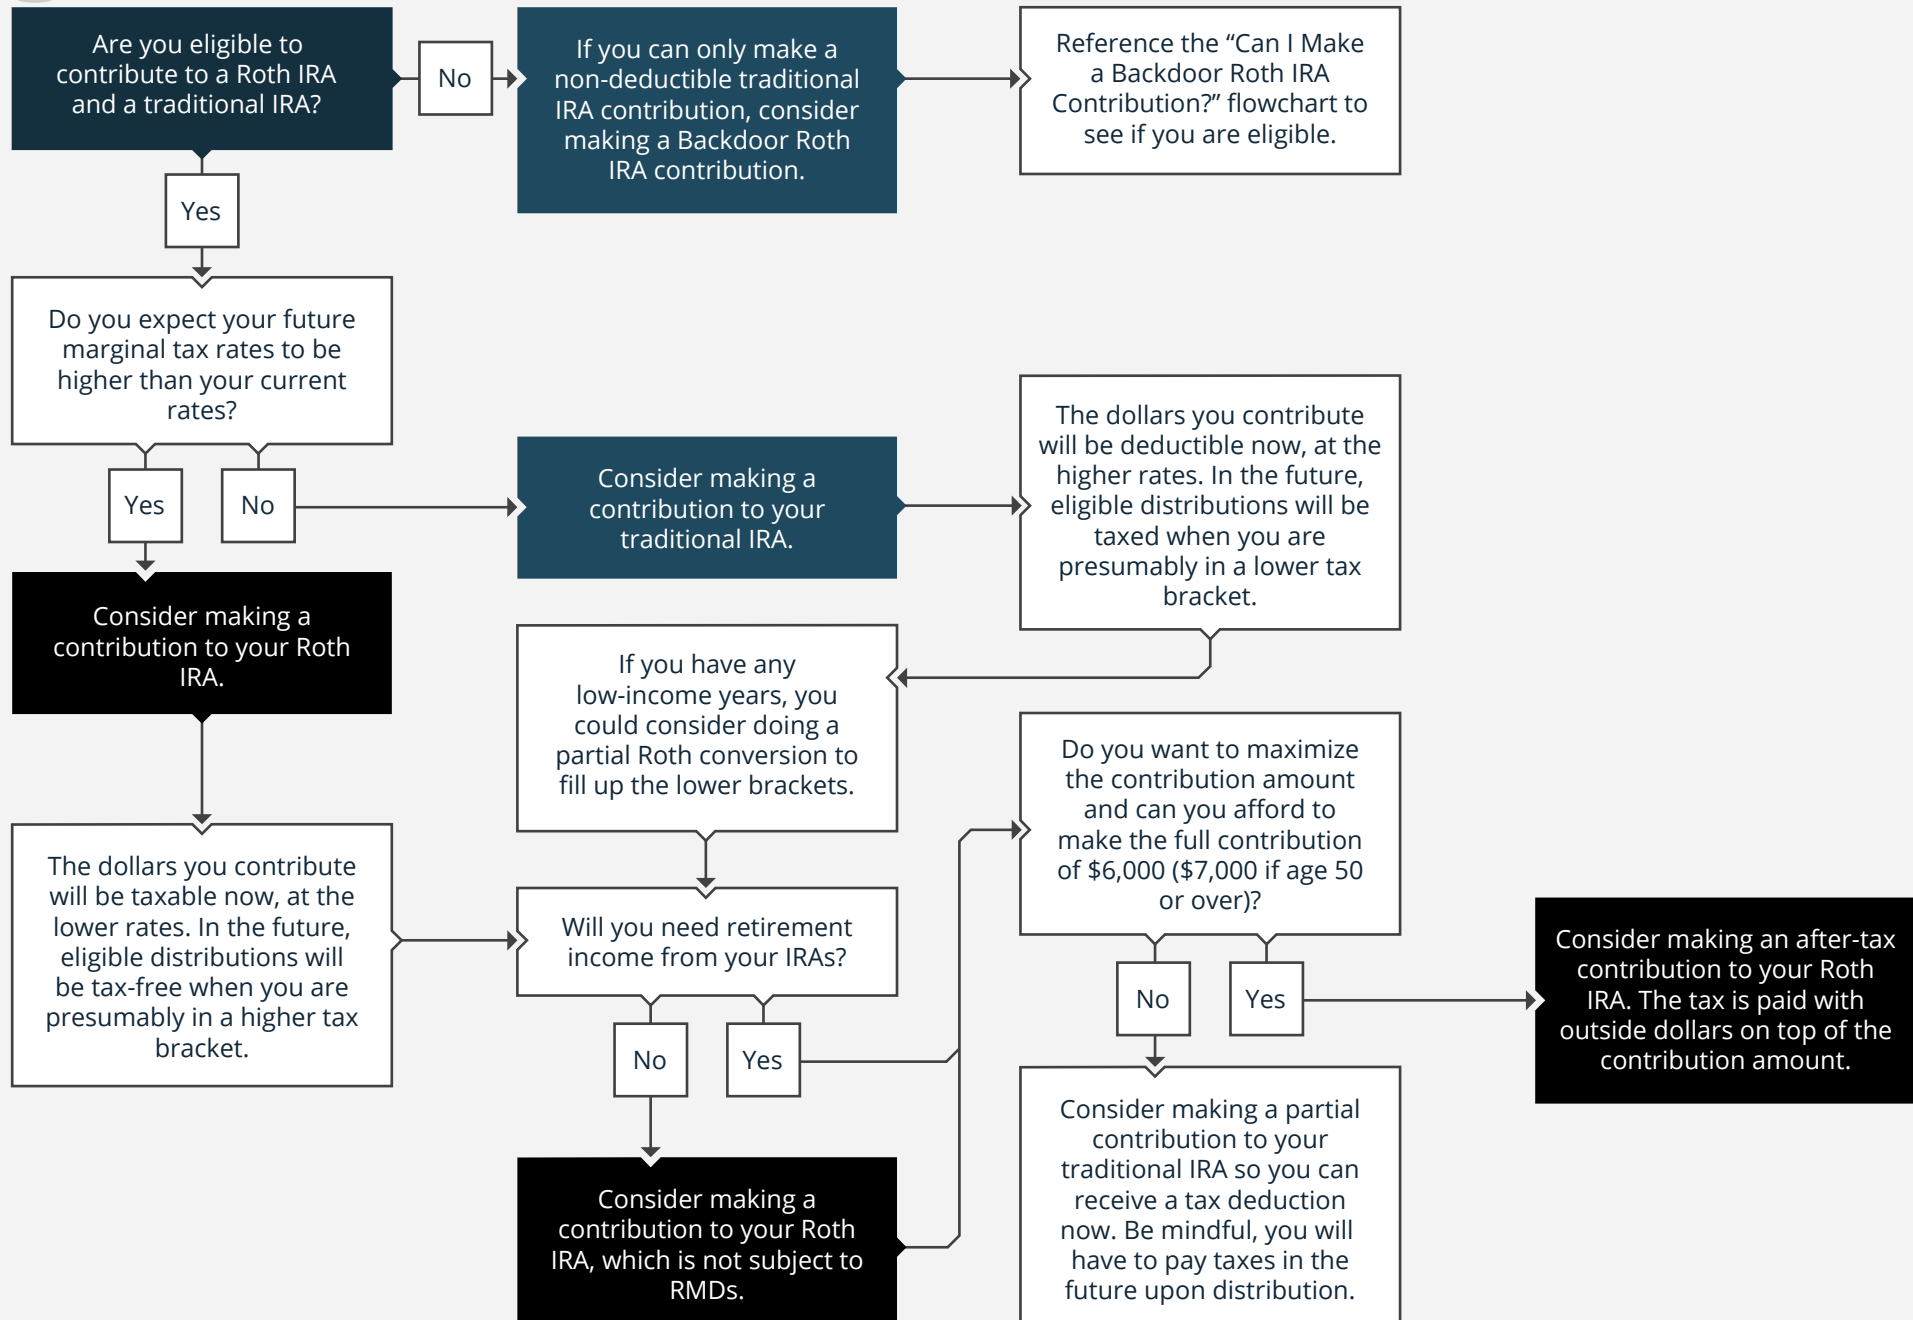 Are you eligible to
contribute to a Roth IRA
and a traditional IRA?
No
If you can only make a
non-deductible traditional
IRA contribution, consider
making a Backdoor Roth
IRA contribution.
Reference the “Can I Make
a Backdoor Roth IRA
Contribution?” flowchart to
see if you are eligible.
Yes
Do you expect your future
marginal tax rates to be
higher than your current
rates?
Yes
No
Consider making a
contribution to your
traditional IRA.
The dollars you contribute
will be deductible now, at the
higher rates. In the future,
eligible distributions will be
taxed when you are
presumably in a lower tax
bracket.
Consider making a
contribution to your Roth
IRA.
If you have any
low-income years, you
could consider doing a
partial Roth conversion to
fill up the lower brackets.
The dollars you contribute
will be taxable now, at the
lower rates. In the future,
eligible distributions will
be tax-free when you are
presumably in a higher tax
bracket.
Will you need retirement
income from your IRAs?
No
Yes
Consider making a
contribution to your Roth
IRA, which is not subject to
RMDs.
Do you want to maximize
the contribution amount
and can you afford to
make the full contribution
of $6,000 ($7,000 if age 50
or over)?
No
Yes
Consider making an after-tax
contribution to your Roth
IRA. The tax is paid with
outside dollars on top of the
contribution amount.
Consider making a partial
contribution to your
traditional IRA so you can
receive a tax deduction
now. Be mindful, you will
have to pay taxes in the
future upon distribution.